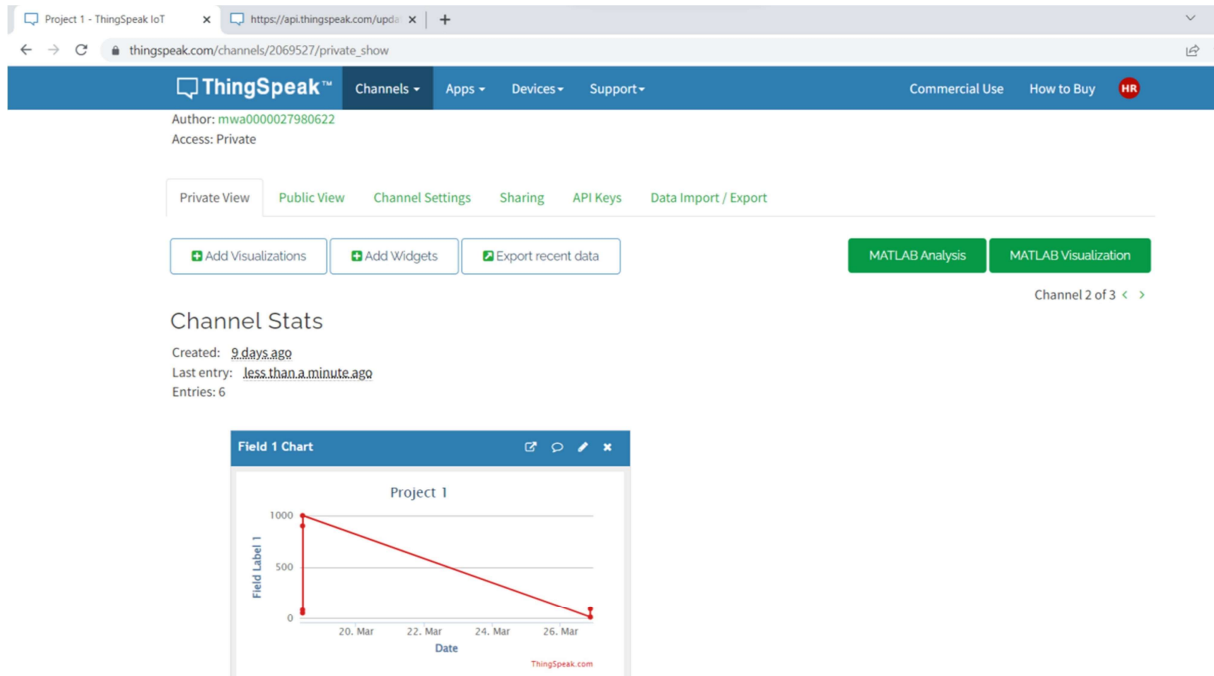 Project 1 - ThingSpeak IoT
https://api.thingspeak.com/upda
thingspeak.com/channels/2069527/private_show
ThingSpeak™ Channels Apps Devices Support Commercial Use How to Buy HR
Author: mwa0000027980622
Access: Private
Private View Public View Channel Settings Sharing API Keys Data Import / Export
Add Visualizations Add Widgets Export recent data MATLAB Analysis MATLAB Visualization
Channel 2 of 3 < >
Channel Stats
Created: 9 days ago
Last entry: less than a minute ago
Entries: 6
Field 1 Chart
Project 1
1000
500
0
Field Label 1
20. Mar 22. Mar 24. Mar 26. Mar
Date
ThingSpeak.com